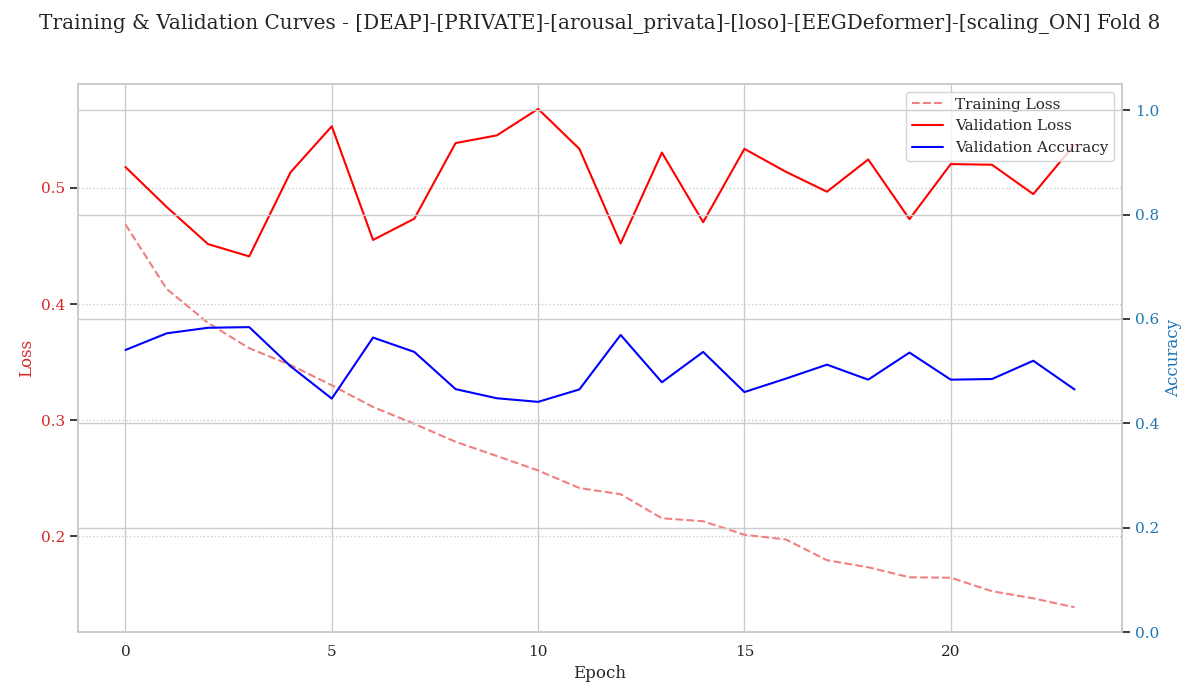 Training & Validation Curves - [DEAP]-[PRIVATE]-[arousal_privata]-[loso]-[EEGDeformer]-[scaling_ON] Fold 8
Training Loss
Validation Loss
Validation Accuracy
Loss
0.5
0.4
0.3
0.2
1.0
0.8
0.6
0.4
0.2
0.0
Accuracy
0
5
10
15
20
Epoch